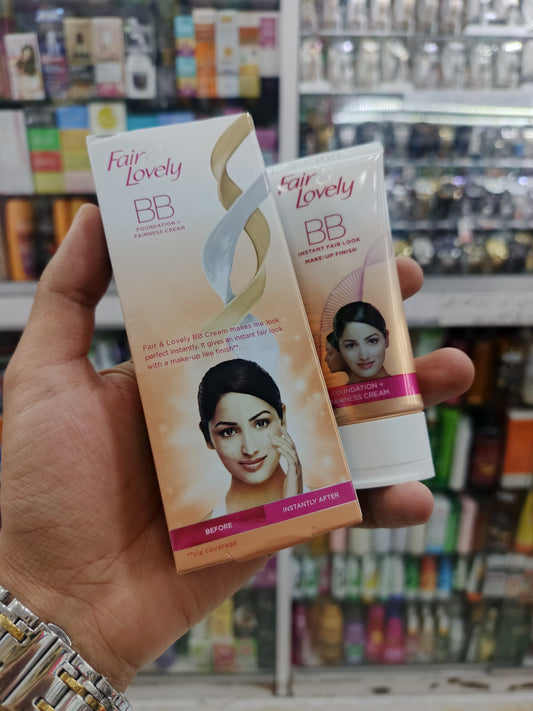 Fair &
Lovely
BB
FOUNDATION +
FAIRNESS CREAM
Fair & Lovely BB Cream makes me look
perfect instantly. It gives an instant fair look
with a make-up like finish**.
BEFORE
INSTANTLY AFTER
**via coverage
Fair &
Lovely
BB
INSTANT FAIR LOOK
MAKE-UP FINISH
FOUNDATION +
FAIRNESS CREAM